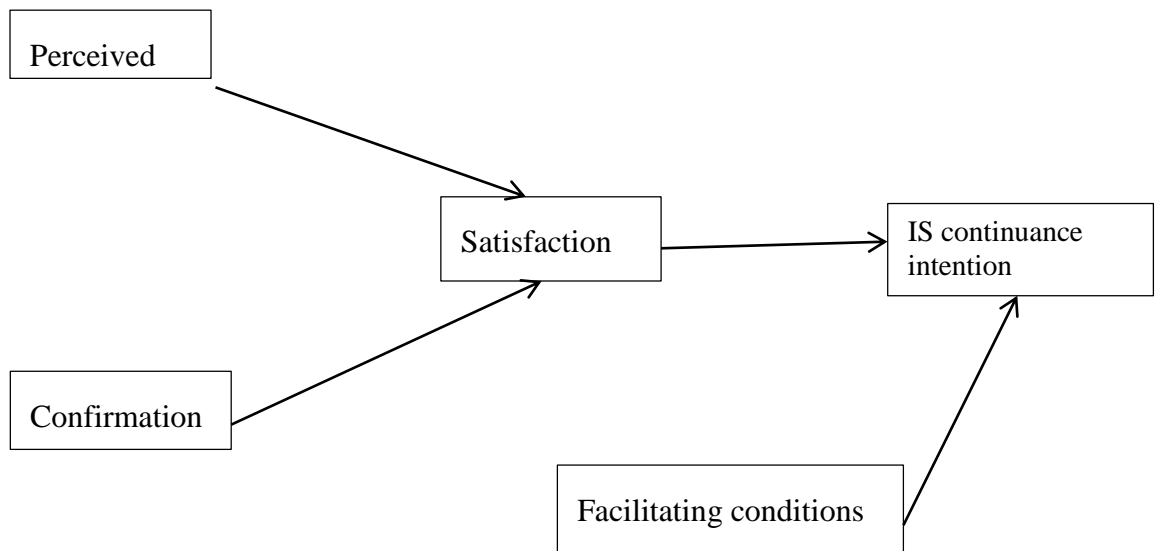 Perceived
Satisfaction
IS continuance
intention
Confirmation
Facilitating conditions